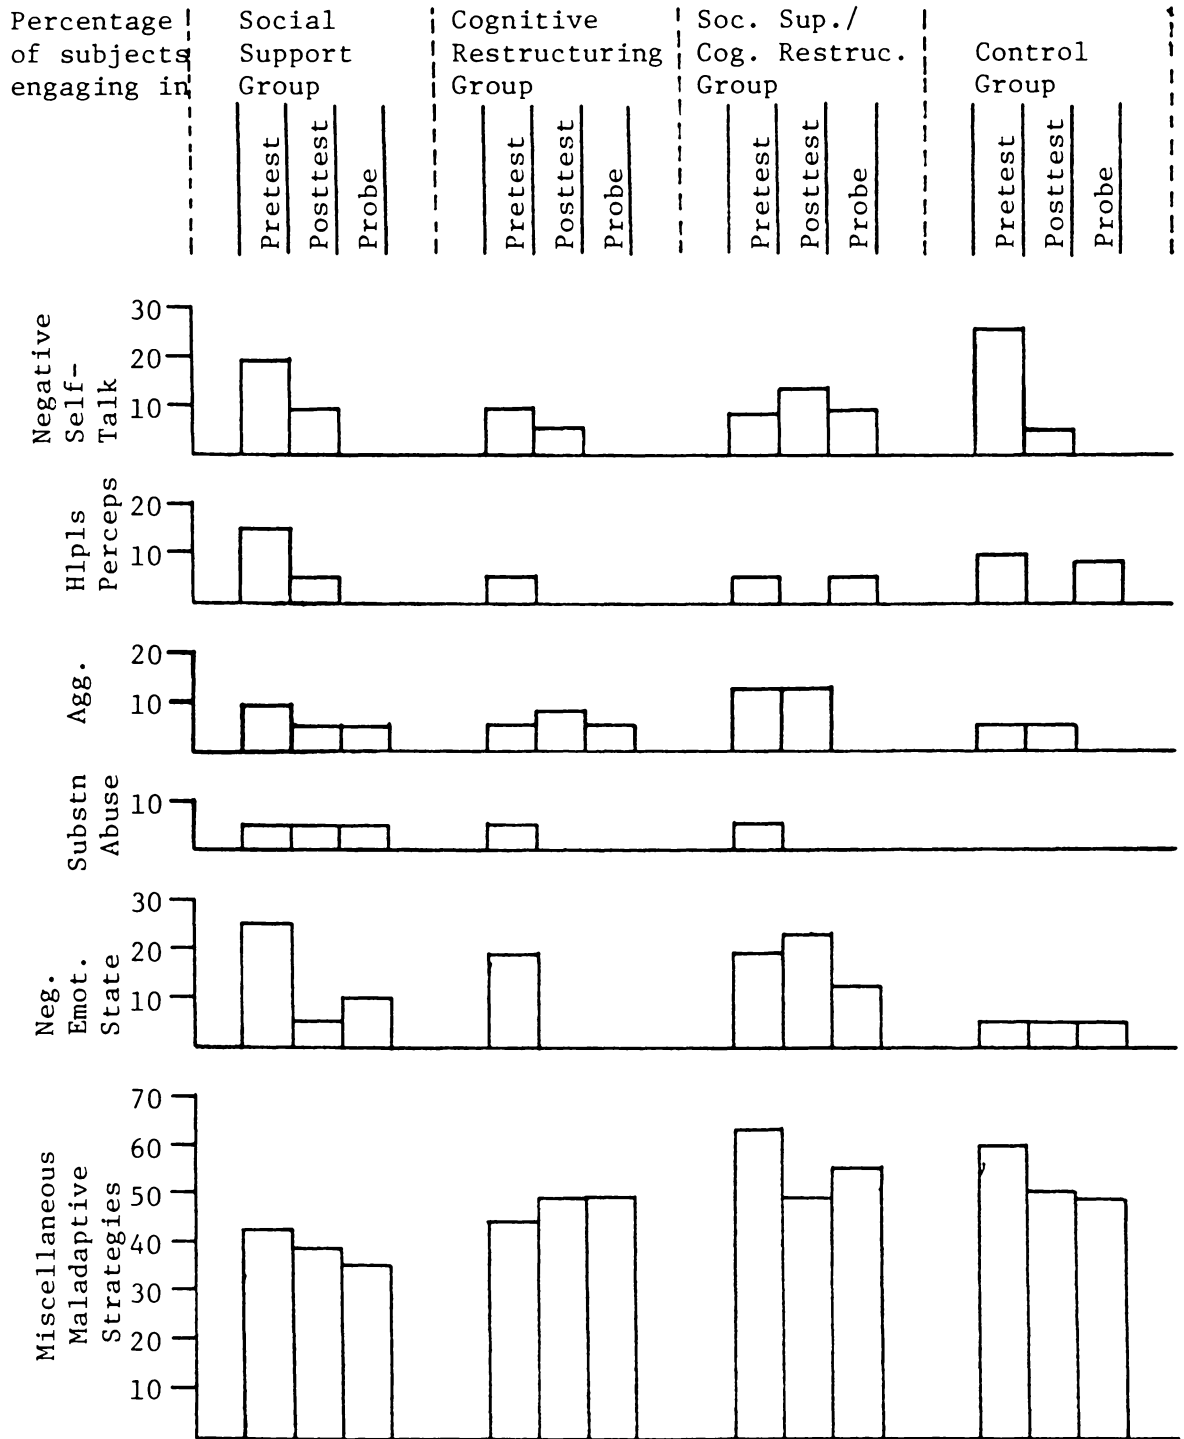 Percentage
of subjects
engaging in
Social
Support
Group
Cognitive
Restructuring
Group
Soc. Sup./
Cog. Restruc.
Group
Control
Group
Pretest
Posttest
Probe
Pretest
Posttest
Probe
Pretest
Posttest
Probe
Pretest
Posttest
Probe
Negative
Self-
Talk
30
20
10
Hlpls
Perceps
20
10
Agg.
20
10
Substn
Abuse
10
Neg.
Emot.
State
30
20
10
Miscellaneous
Maladaptive
Strategies
70
60
50
40
30
20
10